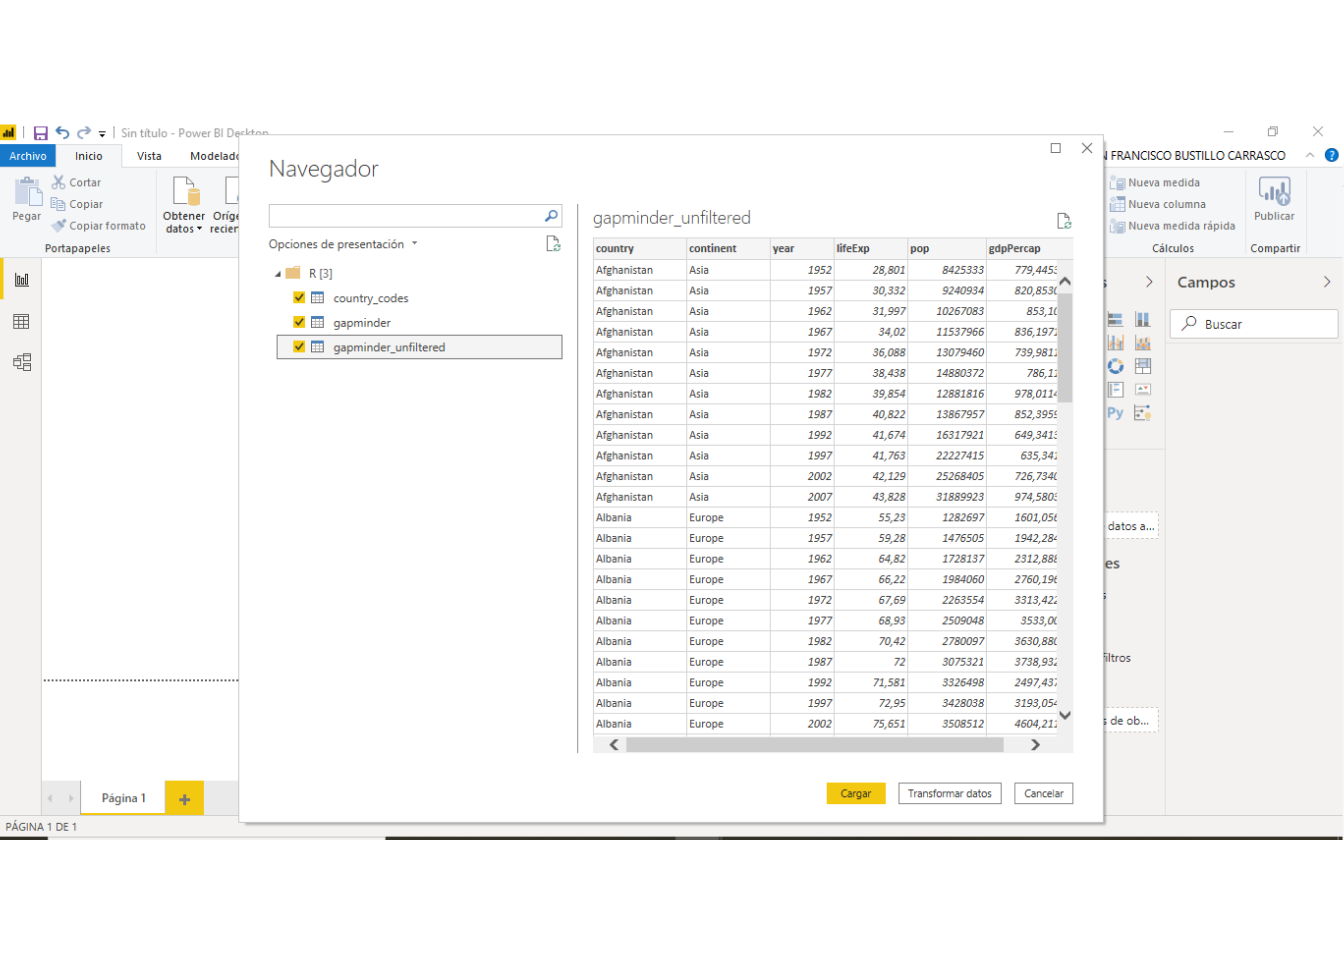 Sin título - Power BI Desktop
Archivo Inicio Vista Modelado
N FRANCISCO BUSTILLO CARRASCO
Pegar
Cortar
Copiar
Copiar formato
Portapapeles
Obtener datos
Nueva medida
Nueva columna
Nueva medida rápida
Cálculos
Publicar
Compartir
Navegador
Opciones de presentación
R [3]
country_codes
gapminder
gapminder_unfiltered
gapminder_unfiltered
country continent year lifeExp pop gdpPercap
Afghanistan Asia 1952 28,801 8425333 779,4453
Afghanistan Asia 1957 30,332 9240934 820,8530
Afghanistan Asia 1962 31,997 10267083 853,10
Afghanistan Asia 1967 34,02 11537966 836,1971
Afghanistan Asia 1972 36,088 13079460 739,9811
Afghanistan Asia 1977 38,438 14880372 786,11
Afghanistan Asia 1982 39,854 12881816 978,0114
Afghanistan Asia 1987 40,822 13867957 852,3959
Afghanistan Asia 1992 41,674 16317921 649,3413
Afghanistan Asia 1997 41,763 22227415 635,341
Afghanistan Asia 2002 42,129 25268405 726,7340
Afghanistan Asia 2007 43,828 31889923 974,5803
Albania Europe 1952 55,23 1282697 1601,056
Albania Europe 1957 59,28 1476505 1942,284
Albania Europe 1962 64,82 1728137 2312,888
Albania Europe 1967 66,22 1984060 2760,196
Albania Europe 1972 67,69 2263554 3313,422
Albania Europe 1977 68,93 2509048 3533,00
Albania Europe 1982 70,42 2780097 3630,880
Albania Europe 1987 72 3075321 3738,932
Albania Europe 1992 71,581 3326498 2497,437
Albania Europe 1997 72,95 3428038 3193,054
Albania Europe 2002 75,651 3508512 4604,211
Cargar Transformar datos Cancelar
Campos
Buscar
Py
datos a...
es
filtros
s de ob...
Página 1
PÁGINA 1 DE 1